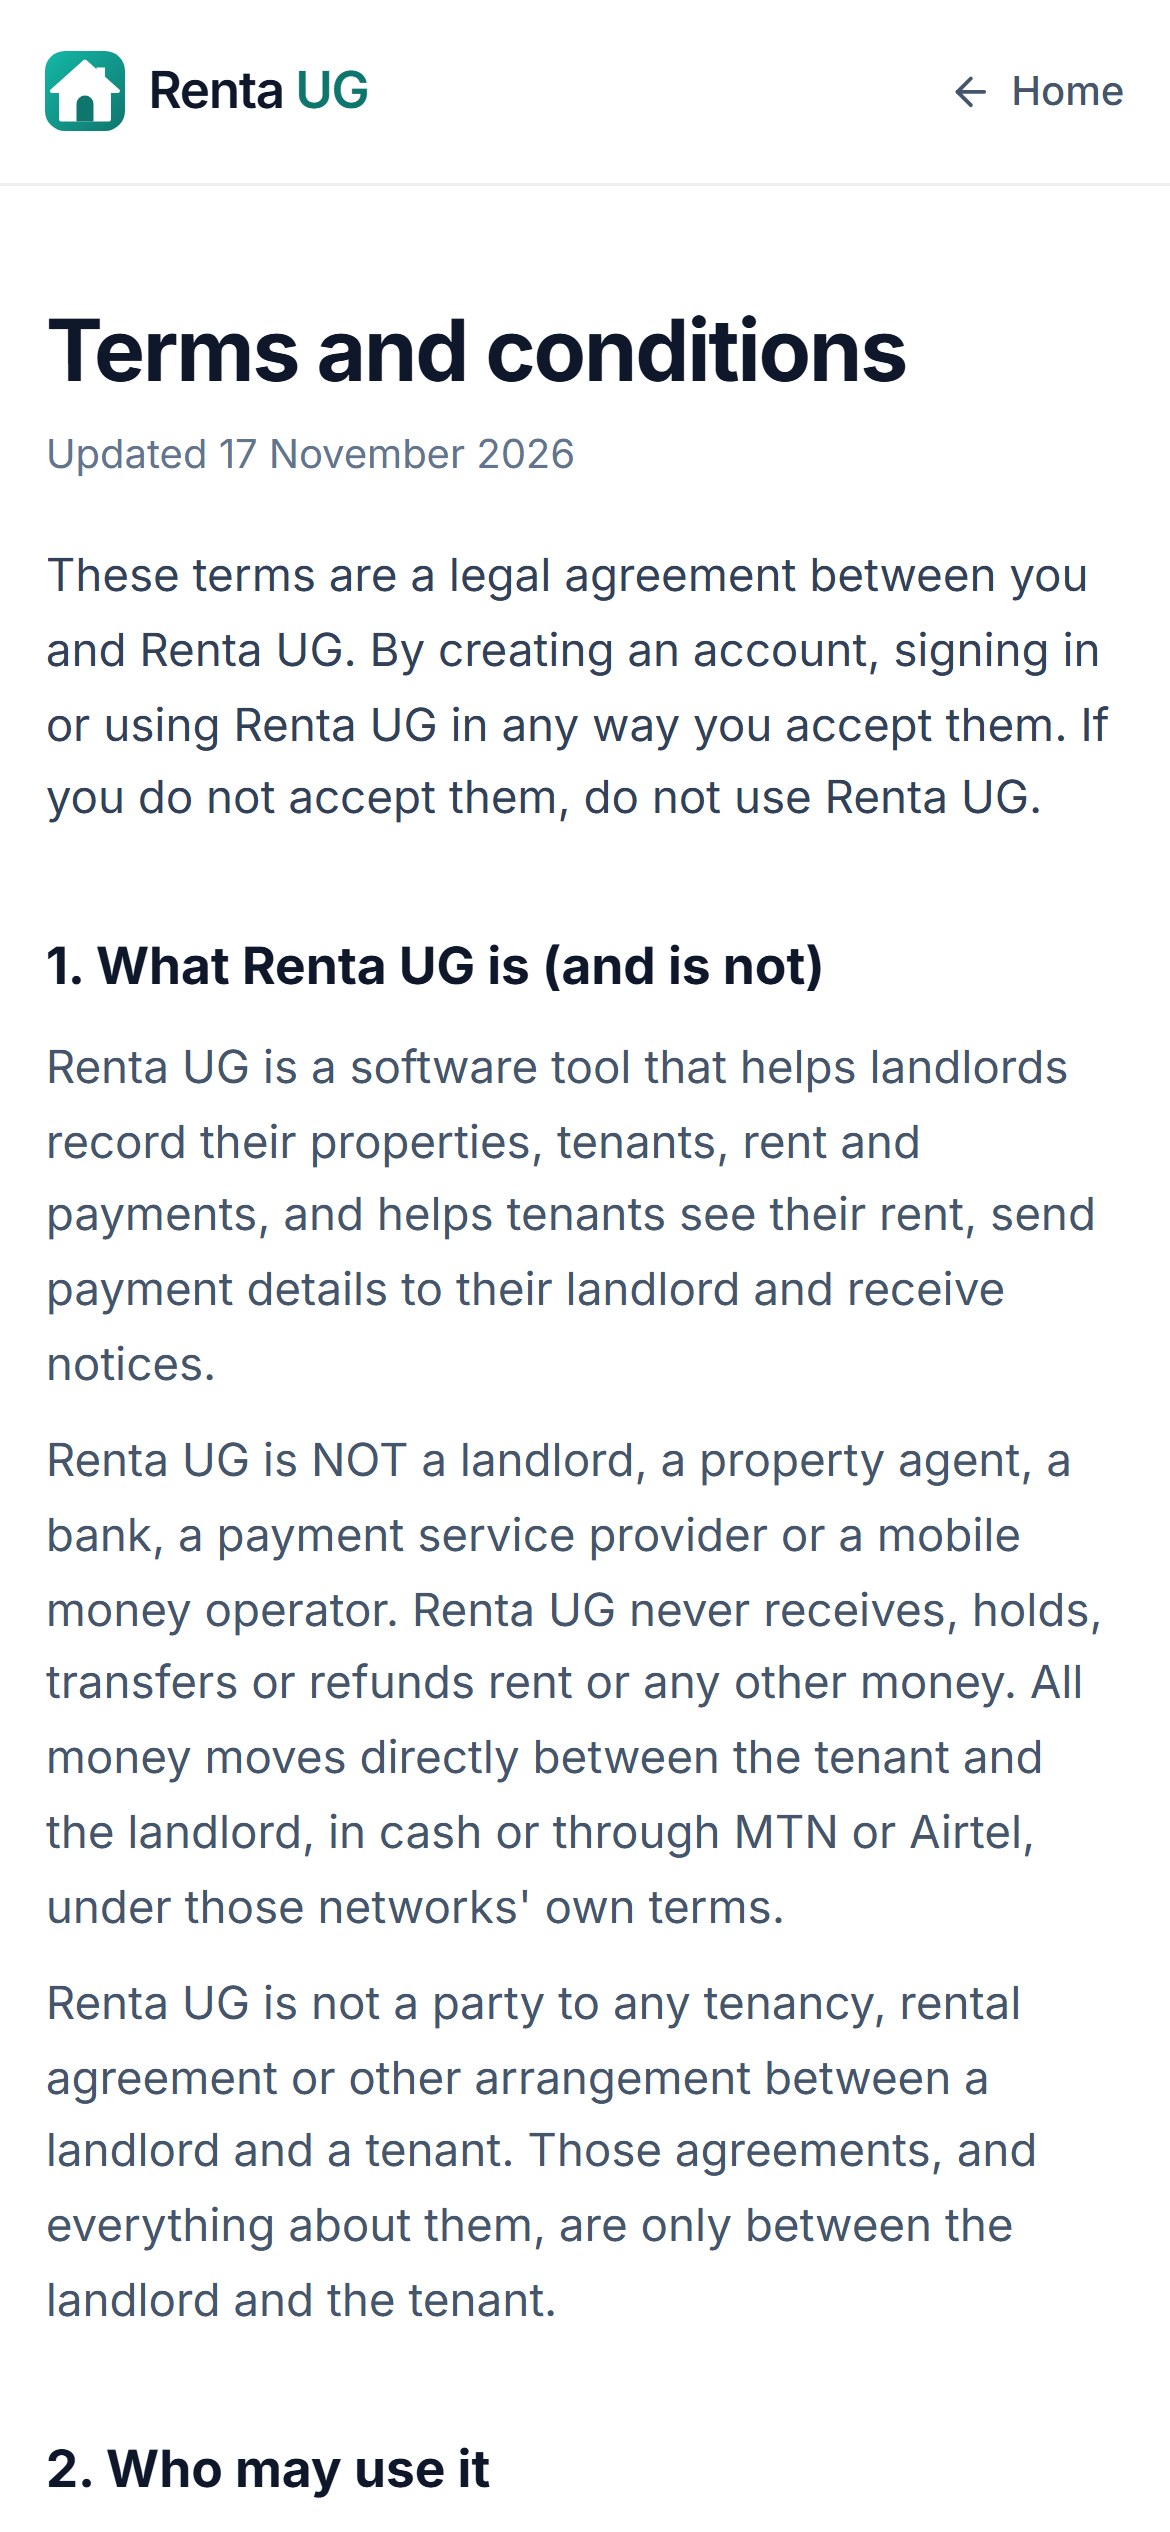 Renta UG
Home
Terms and conditions
Updated 17 November 2026
These terms are a legal agreement between you
and Renta UG. By creating an account, signing in
or using Renta UG in any way you accept them. If
you do not accept them, do not use Renta UG.
1. What Renta UG is (and is not)
Renta UG is a software tool that helps landlords
record their properties, tenants, rent and
payments, and helps tenants see their rent, send
payment details to their landlord and receive
notices.
Renta UG is NOT a landlord, a property agent, a
bank, a payment service provider or a mobile
money operator. Renta UG never receives, holds,
transfers or refunds rent or any other money. All
money moves directly between the tenant and
the landlord, in cash or through MTN or Airtel,
under those networks' own terms.
Renta UG is not a party to any tenancy, rental
agreement or other arrangement between a
landlord and a tenant. Those agreements, and
everything about them, are only between the
landlord and the tenant.
2. Who may use it